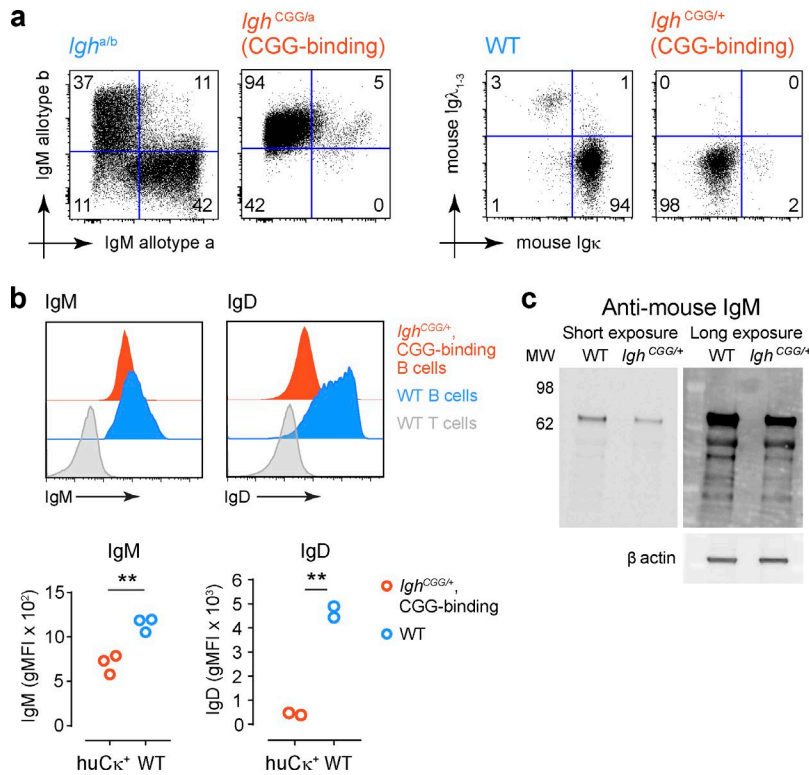 a
Igh^a/b
Igh^CGG/a
(CGG-binding)
WT
Igh^CGG/+
(CGG-binding)
IgM allotype b
37
11
11
42
94
5
42
0
IgM allotype a
mouse Igλ1-3
3
1
1
94
0
0
98
2
mouse Igκ
b
IgM
IgD
Igh^CGG/+,
CGG-binding
B cells
WT B cells
WT T cells
IgM
IgD
c
Anti-mouse IgM
Short exposure
Long exposure
MW
WT
Igh^CGG/+
WT
Igh^CGG/+
98
62
β actin
IgM
IgM (gMFI x 10²)
15
10
5
0
**
huCκ⁺ WT
IgD
IgD (gMFI x 10³)
6
5
4
3
2
1
0
**
huCκ⁺ WT
Igh^CGG/+,
CGG-binding
WT